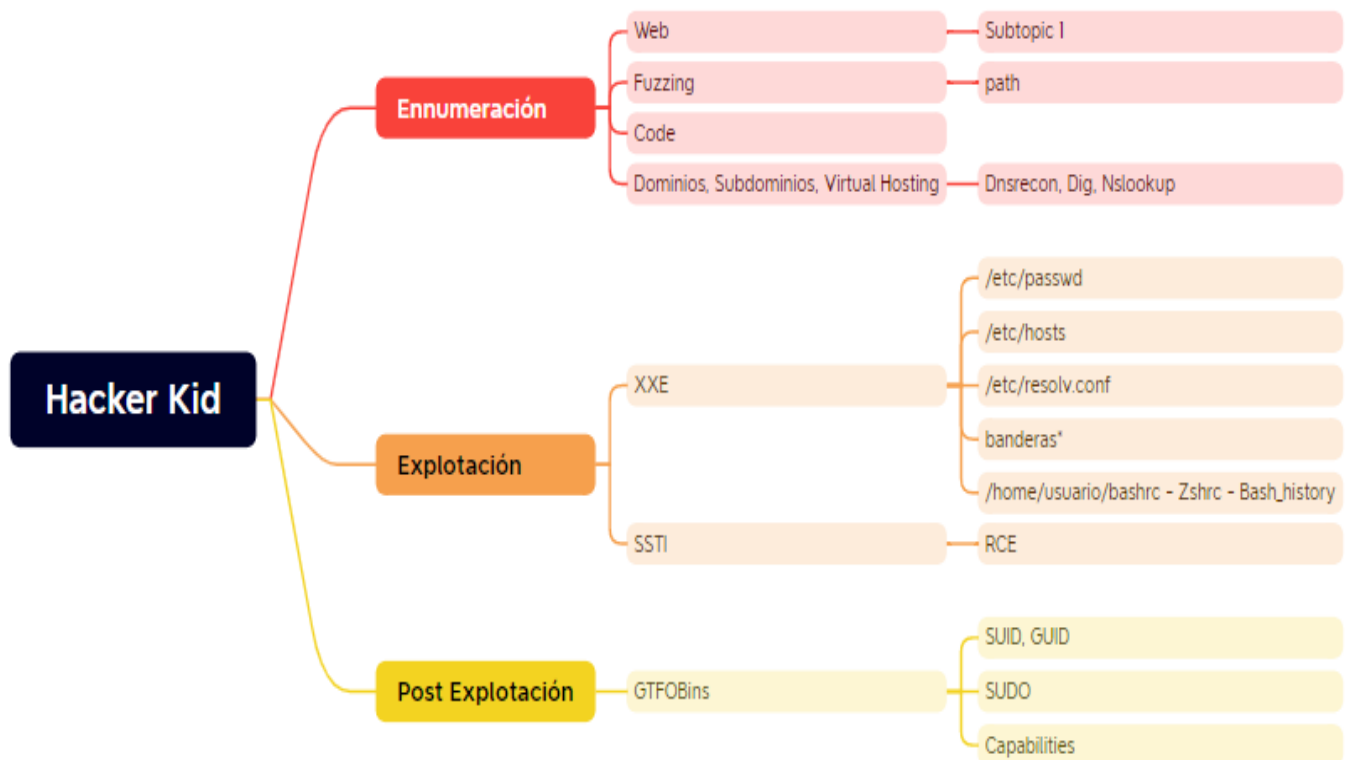 Hacker Kid
Ennumeración
Web
Subtopic 1
Fuzzing
path
Code
Dominios, Subdominios, Virtual Hosting
Dnsrecon, Dig, Nslookup
Explotación
XXE
/etc/passwd
/etc/hosts
/etc/resolv.conf
banderas*
/home/usuario/bashrc - Zshrc - Bash_history
SSTI
RCE
Post Explotación
GTFOBins
SUID, GUID
SUDO
Capabilities